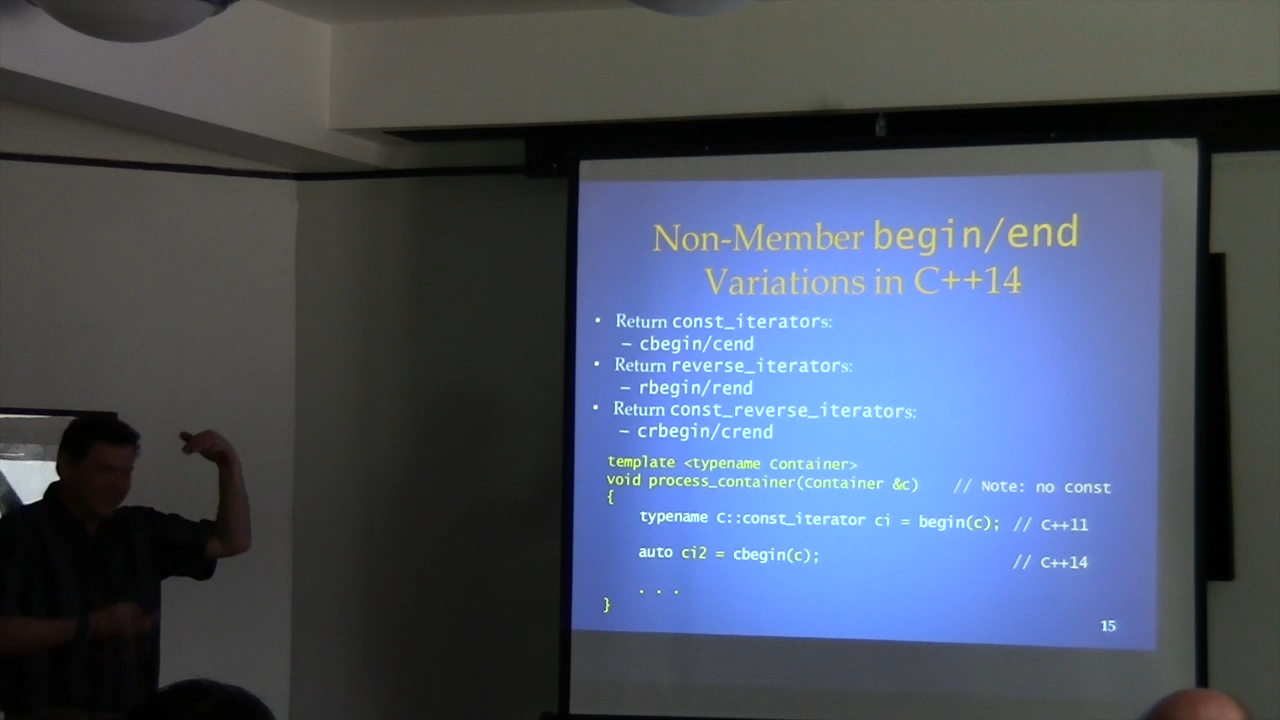 Non-Member begin/end
Variations in C++14
• Return const_iterators:
– cbegin/cend
• Return reverse_iterators:
– rbegin/rend
• Return const_reverse_iterators:
– crbegin/crend
template <typename Container>
void process_container(Container &c) // Note: no const
{
typename C::const_iterator ci = begin(c); // C++11
auto ci2 = cbegin(c); // C++14
. . .
}
15